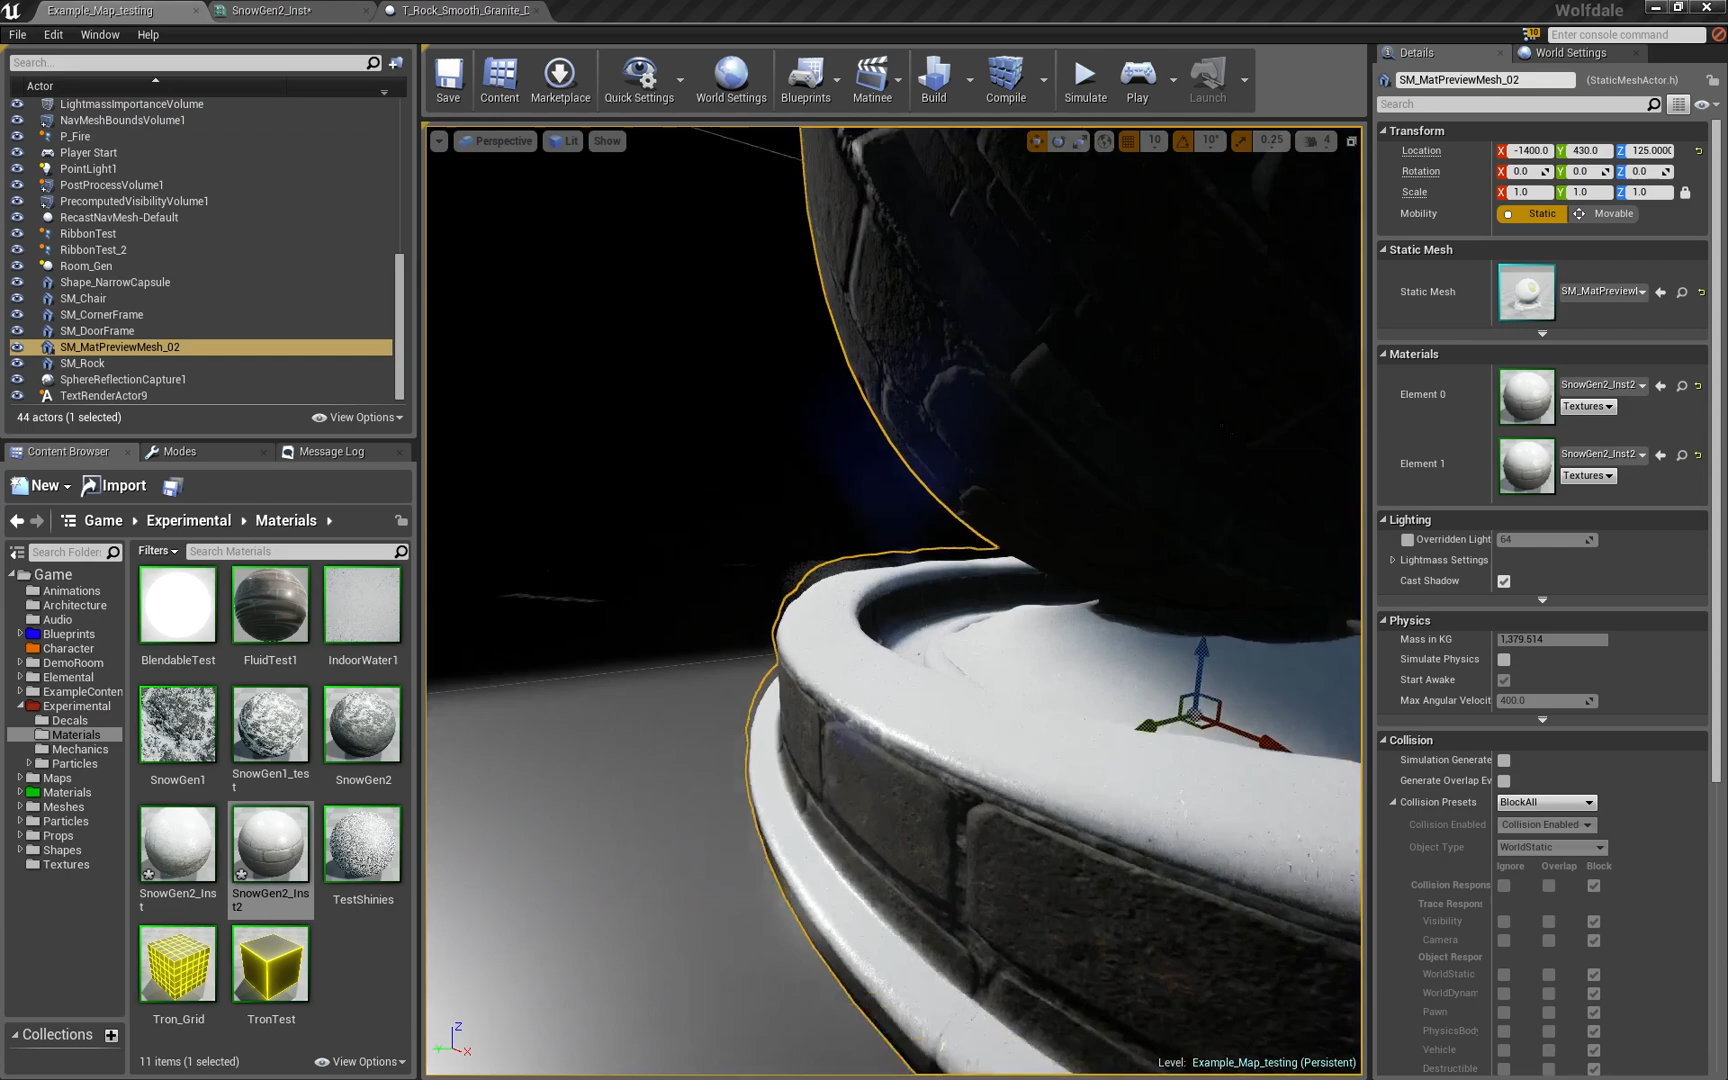 Example_Map_testing
SnowGen2_Inst*
T_Rock_Smooth_Granite_D
Wolfdale
File Edit Window Help
10
Enter console command
Search...
Actor
LightmassImportanceVolume
NavMeshBoundsVolume1
P_Fire
Player Start
PointLight1
PostProcessVolume1
PrecomputedVisibilityVolume1
RecastNavMesh-Default
RibbonTest
RibbonTest_2
Room_Gen
Shape_NarrowCapsule
SM_Chair
SM_CornerFrame
SM_DoorFrame
SM_MatPreviewMesh_02
SM_Rock
SphereReflectionCapture1
TextRenderActor9
44 actors (1 selected)
View Options
Content Browser
Modes
Message Log
New
Import
Game
Experimental
Materials
Search Folder
Filters
Search Materials
Game
Animations
Architecture
Audio
Blueprints
Character
DemoRoom
Elemental
ExampleConten
Experimental
Decals
Materials
Mechanics
Particles
Maps
Materials
Meshes
Particles
Props
Shapes
Textures
Collections
BlendableTest
FluidTest1
IndoorWater1
SnowGen1
SnowGen1_tes
t
SnowGen2
SnowGen2_Ins
t
SnowGen2_Ins
t2
TestShinies
Tron_Grid
TronTest
11 items (1 selected)
View Options
Save
Content
Marketplace
Quick Settings
World Settings
Blueprints
Matinee
Build
Compile
Simulate
Play
Launch
Perspective
Lit
Show
10
10°
0.25
4
Z
Y
X
Level: Example_Map_testing (Persistent)
Details
World Settings
SM_MatPreviewMesh_02
(StaticMeshActor.h)
Search
Transform
Location
X -1400.0 Y 430.0 Z 125.000(
Rotation
X 0.0 Y 0.0 Z 0.0
Scale
X 1.0 Y 1.0 Z 1.0
Mobility
Static
Movable
Static Mesh
Static Mesh
SM_MatPreviewI
Materials
Element 0
SnowGen2_Inst2
Textures
Element 1
SnowGen2_Inst2
Textures
Lighting
Overridden Light
64
Lightmass Settings
Cast Shadow
Physics
Mass in KG
1,379.514
Simulate Physics
Start Awake
Max Angular Velocit
400.0
Collision
Simulation Generate
Generate Overlap Ev
Collision Presets
BlockAll
Collision Enabled
Collision Enabled
Object Type
WorldStatic
Ignore Overlap Block
Collision Respons
Trace Respons
Visibility
Camera
Object Respor
WorldStatic
WorldDynam
Pawn
PhysicsBody
Vehicle
Destructible